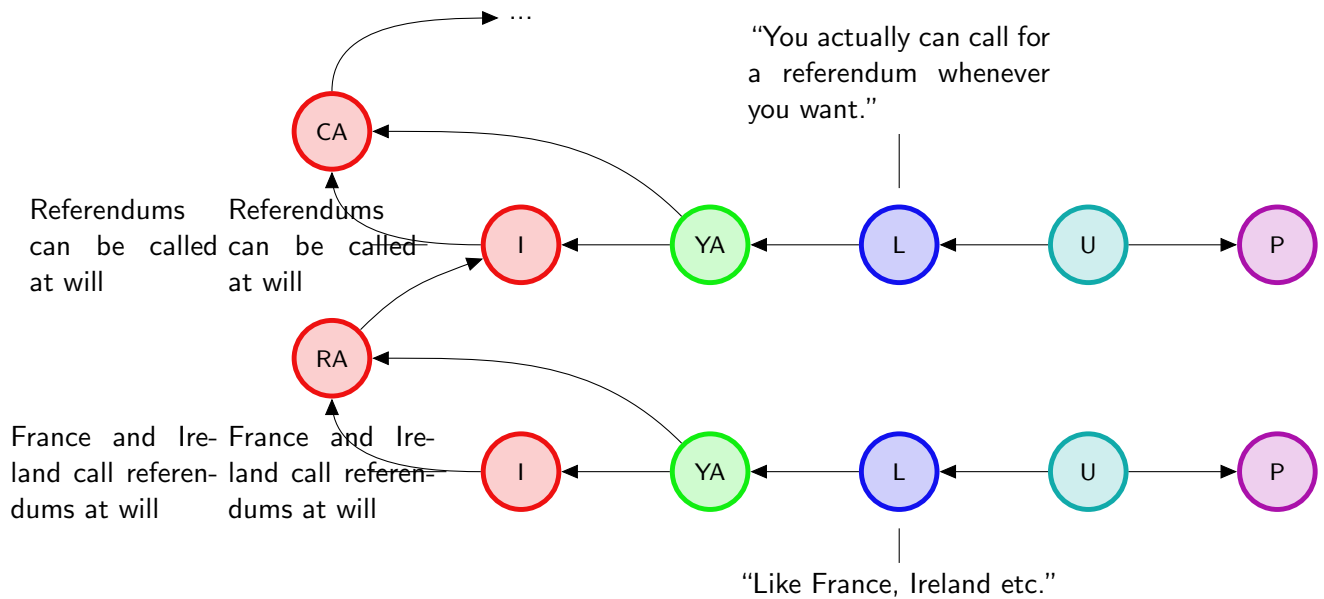 ...
“You actually can call for
a referendum whenever
you want.”
CA
Referendums
can be called
at will
Referendums
can be called
at will
I
YA
L
U
P
RA
France and Ire-
land call referen-
dums at will
France and Ire-
land call referen-
dums at will
I
YA
L
U
P
“Like France, Ireland etc.”